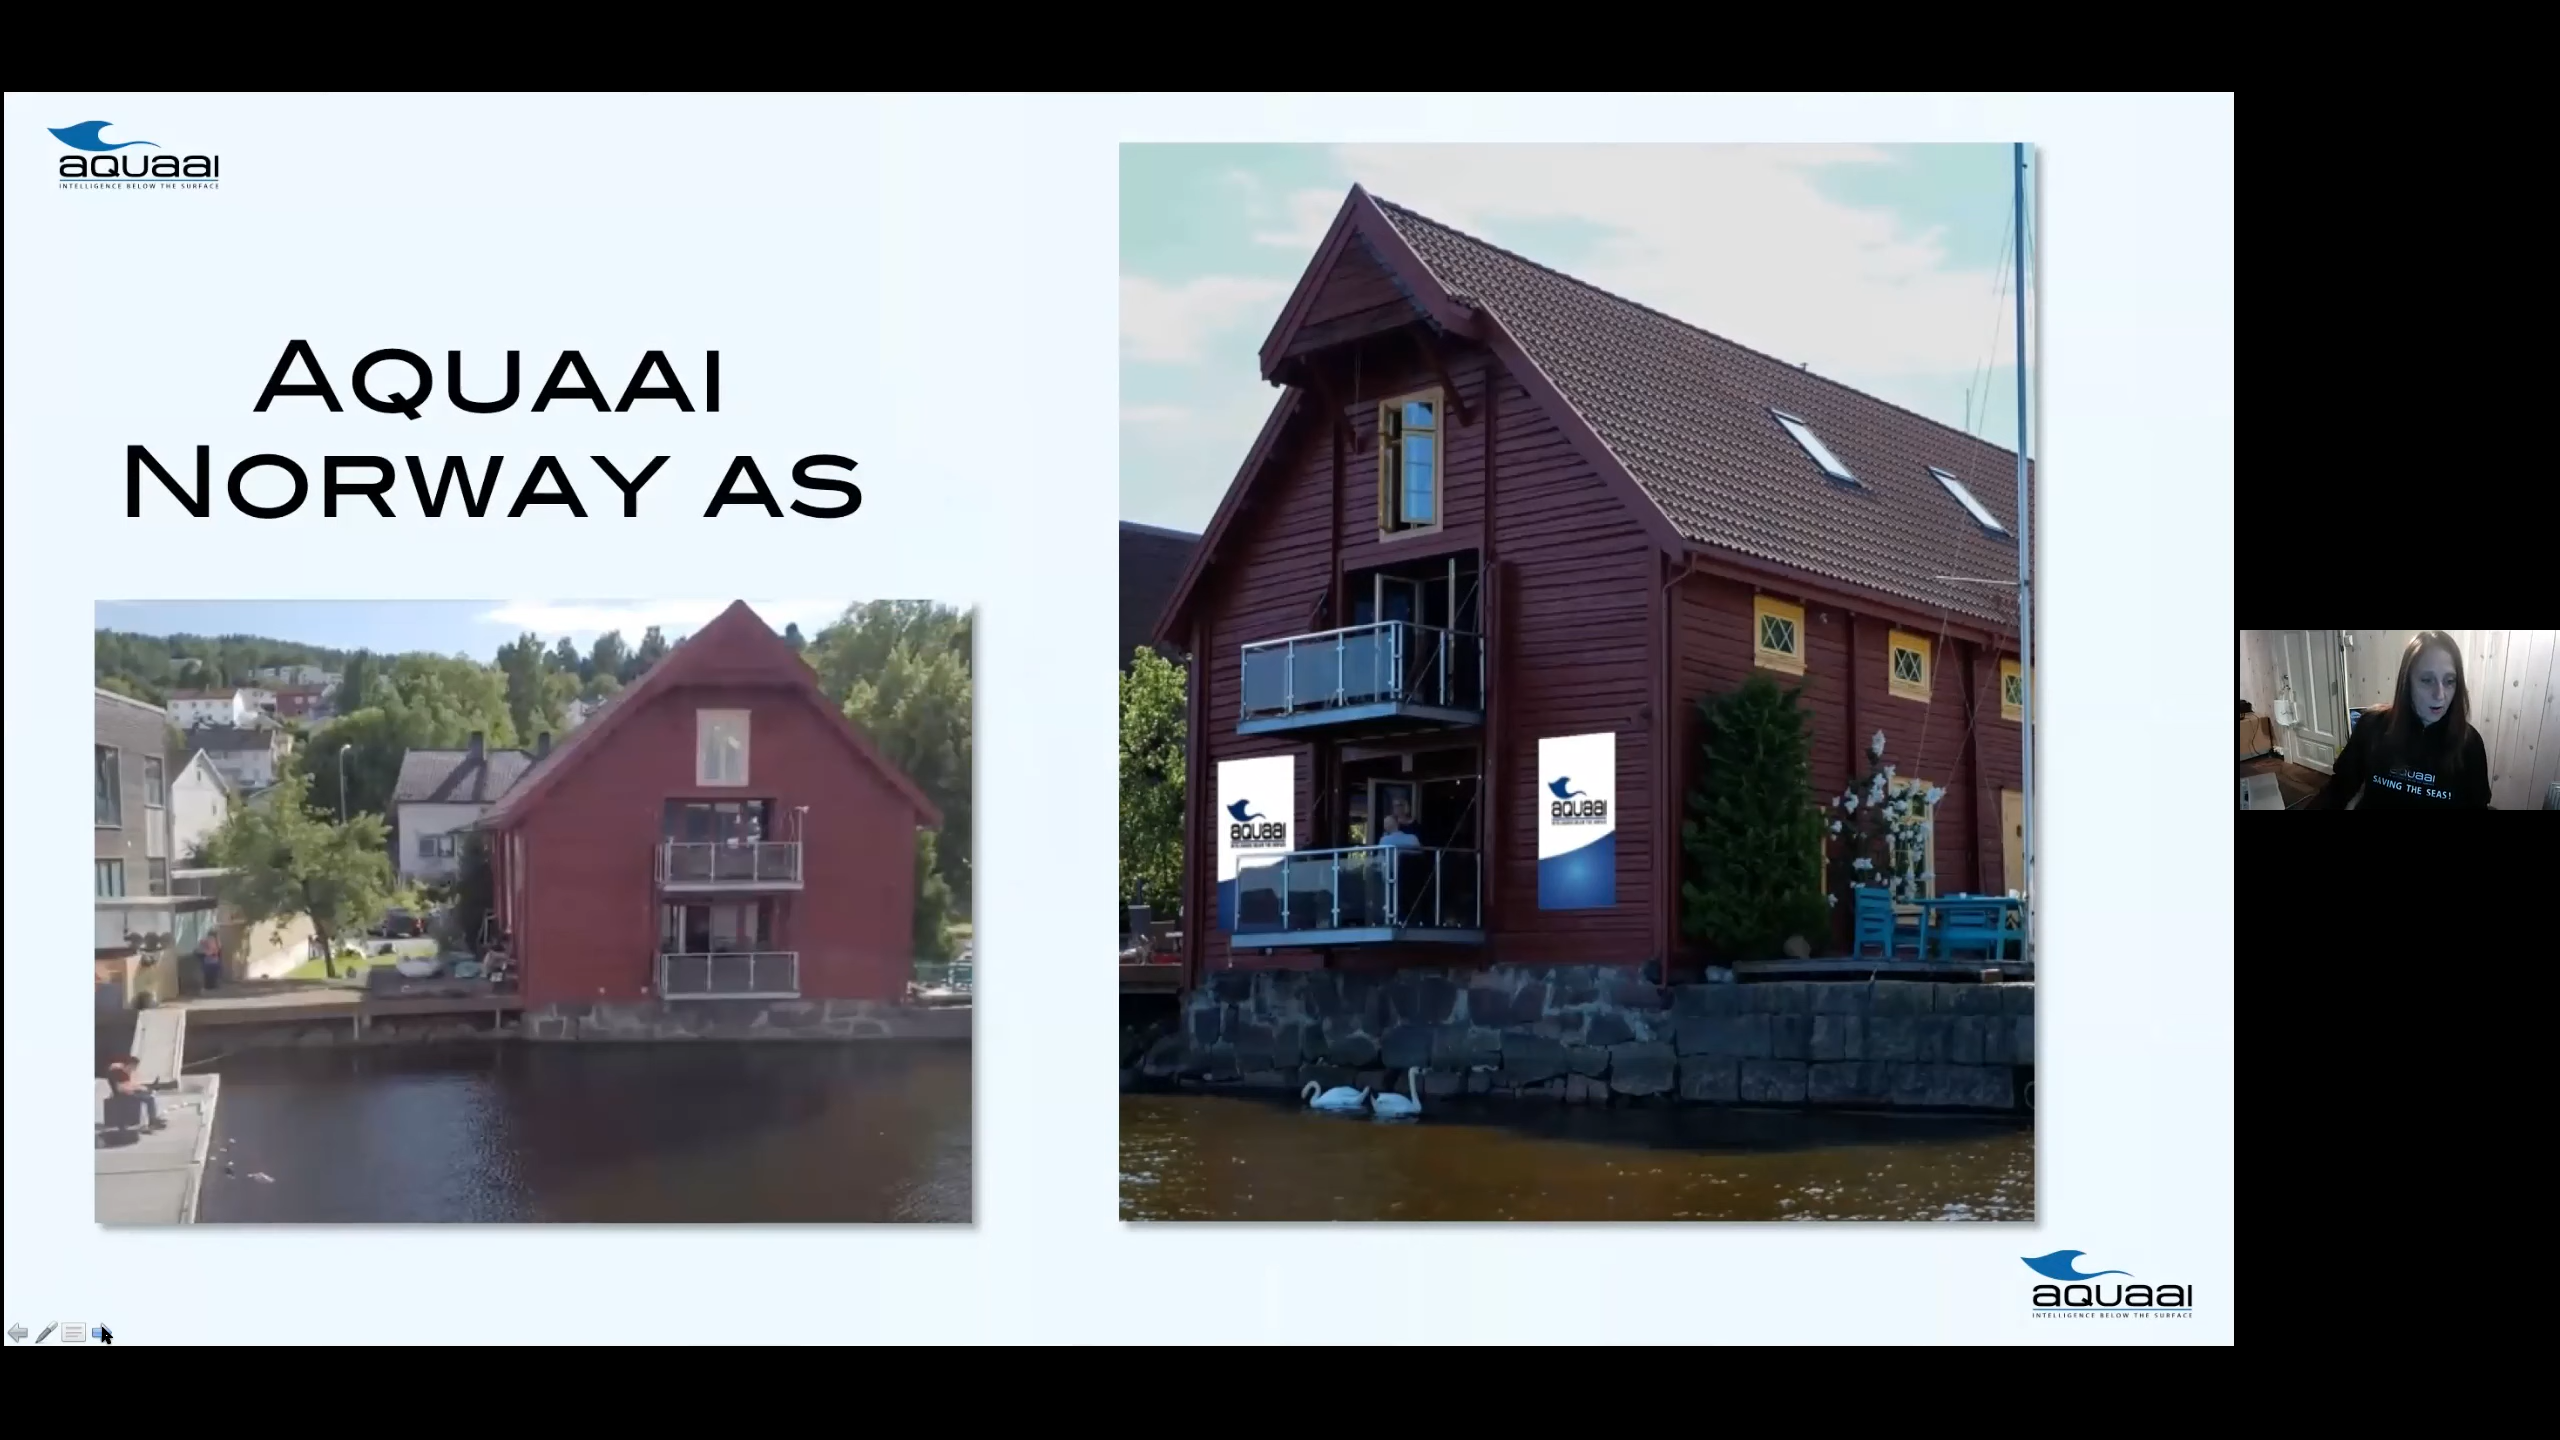 aquaai
INTELLIGENCE BELOW THE SURFACE
AQUAAI
NORWAY AS
aquaai
aquaai
aquaai
SAVING THE SEAS!
aquaai
INTELLIGENCE BELOW THE SURFACE